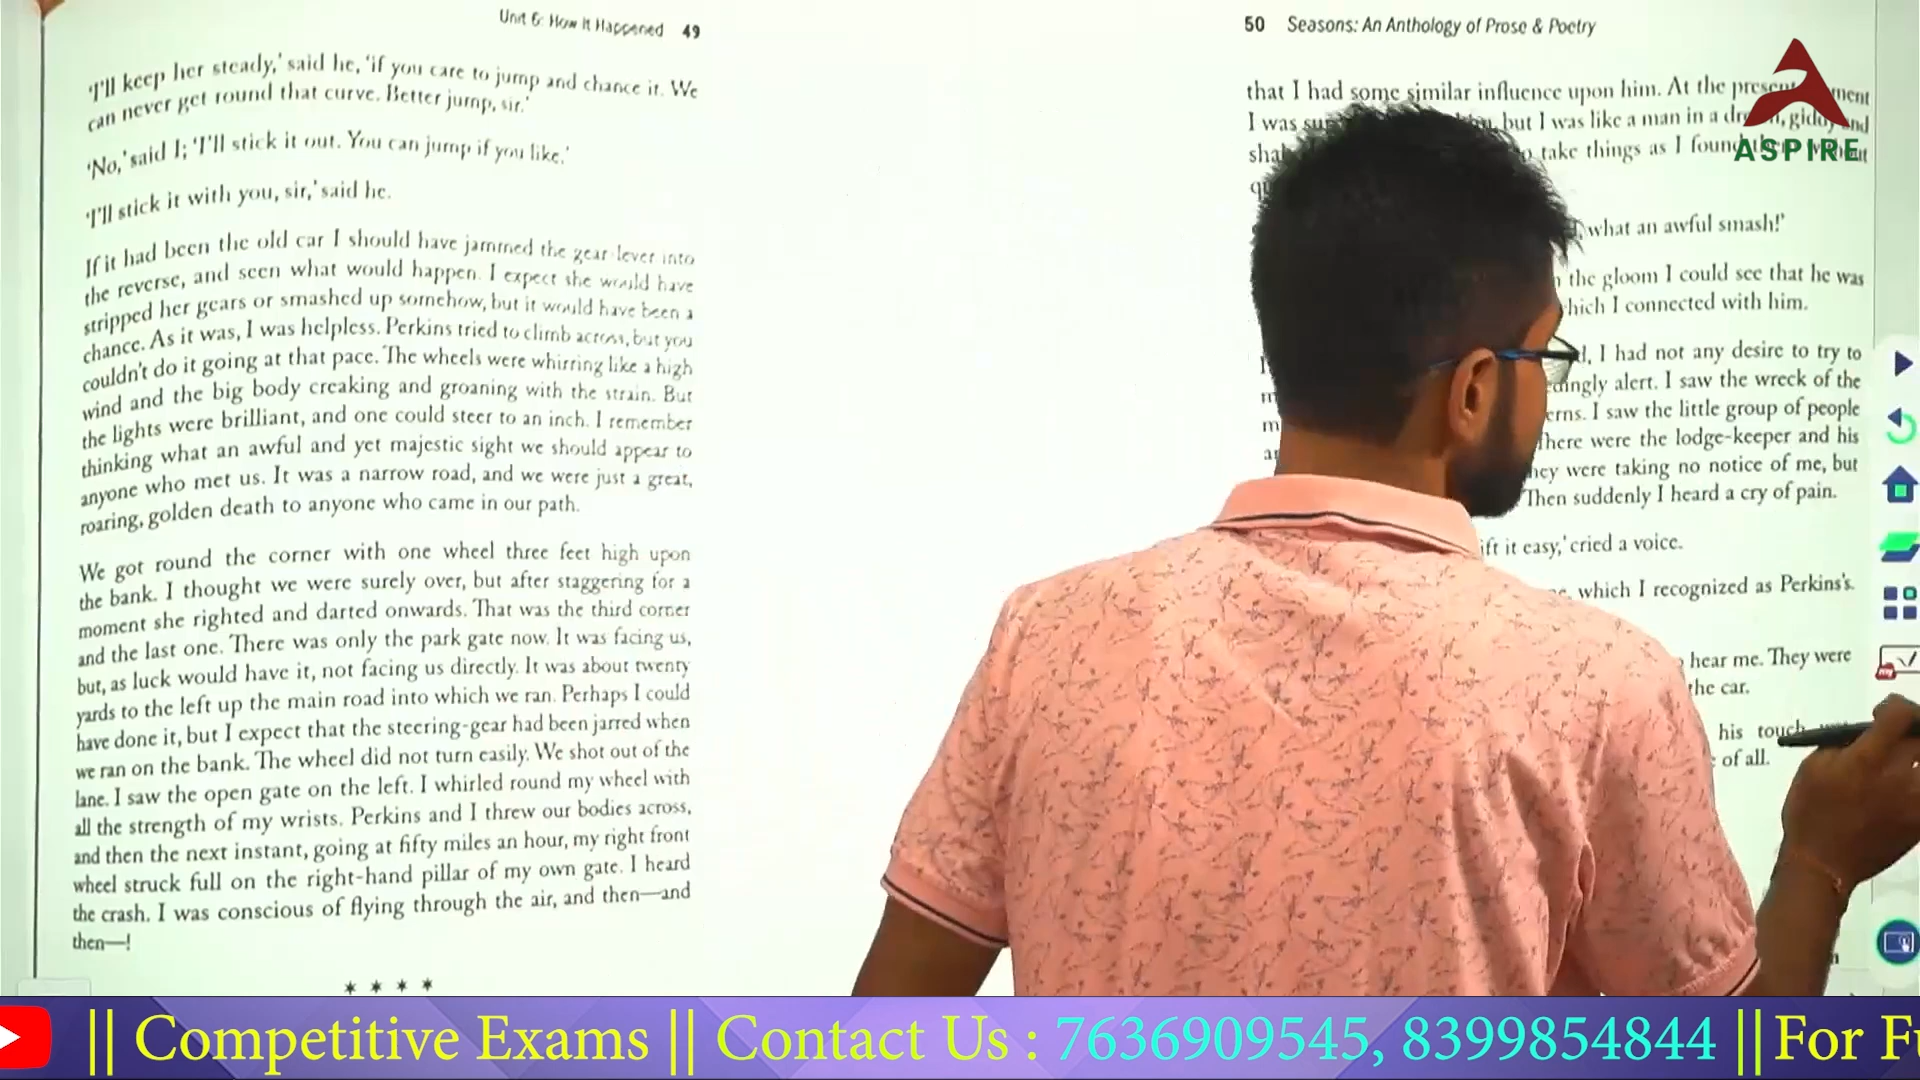 Unit 6: How It Happened 49
'I'll keep her steady,' said he, 'if you care to jump and chance it. We
can never get round that curve. Better jump, sir.'
'No,' said I; 'I'll stick it out. You can jump if you like.'
'I'll stick it with you, sir,' said he.
If it had been the old car I should have jammed the gear-lever into
the reverse, and seen what would happen. I expect she would have
stripped her gears or smashed up somehow, but it would have been a
chance. As it was, I was helpless. Perkins tried to climb across, but you
couldn't do it going at that pace. The wheels were whirring like a high
wind and the big body creaking and groaning with the strain. But
the lights were brilliant, and one could steer to an inch. I remember
thinking what an awful and yet majestic sight we should appear to
anyone who met us. It was a narrow road, and we were just a great,
roaring, golden death to anyone who came in our path.
We got round the corner with one wheel three feet high upon
the bank. I thought we were surely over, but after staggering for a
moment she righted and darted onwards. That was the third corner
and the last one. There was only the park gate now. It was facing us,
but, as luck would have it, not facing us directly. It was about twenty
yards to the left up the main road into which we ran. Perhaps I could
have done it, but I expect that the steering-gear had been jarred when
we ran on the bank. The wheel did not turn easily. We shot out of the
lane. I saw the open gate on the left. I whirled round my wheel with
all the strength of my wrists. Perkins and I threw our bodies across,
and then the next instant, going at fifty miles an hour, my right front
wheel struck full on the right-hand pillar of my own gate. I heard
the crash. I was conscious of flying through the air, and then—and
then—!
* * * *
50 Seasons: An Anthology of Prose & Poetry
that I had some similar influence upon him. At the present
I was but I was like a man in a
take things as I found
what an awful smash!'
the gloom I could see that he was
which I connected with him.
I had not any desire to try to
alert. I saw the wreck of the
I saw the little group of people
There were the lodge-keeper and his
they were taking no notice of me, but
Then suddenly I heard a cry of pain.
it easy,' cried a voice.
which I recognized as Perkins's.
hear me. They were
the car.
his touch
of all.
ASPIRE
|| Competitive Exams || Contact Us : 7636909545, 8399854844 || For